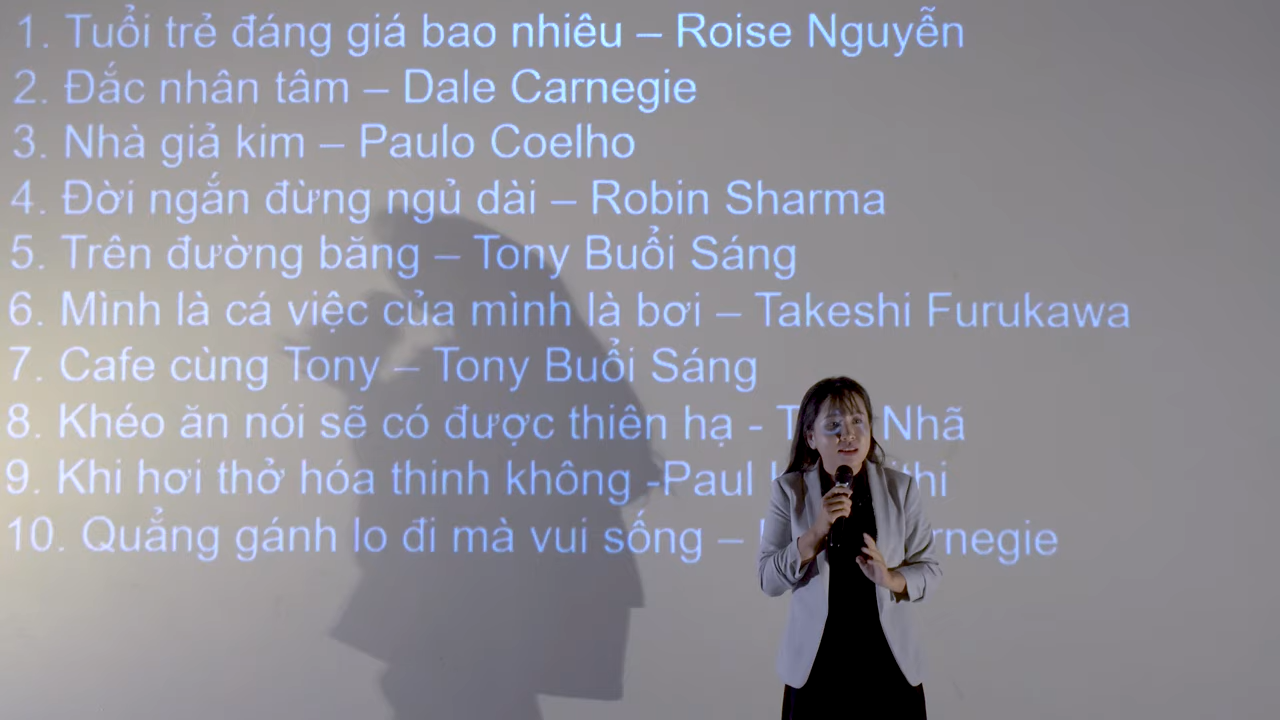 1. Tuổi trẻ đáng giá bao nhiêu – Roise Nguyễn
2. Đắc nhân tâm – Dale Carnegie
3. Nhà giả kim – Paulo Coelho
4. Đời ngắn đừng ngủ dài – Robin Sharma
5. Trên đường băng – Tony Buổi Sáng
6. Mình là cá việc của mình là bơi – Takeshi Furukawa
7. Cafe cùng Tony – Tony Buổi Sáng
8. Khéo ăn nói sẽ có được thiên hạ - Nhã
9. Khi hơi thở hóa thinh không -Paul
10. Quẳng gánh lo đi mà vui sống –